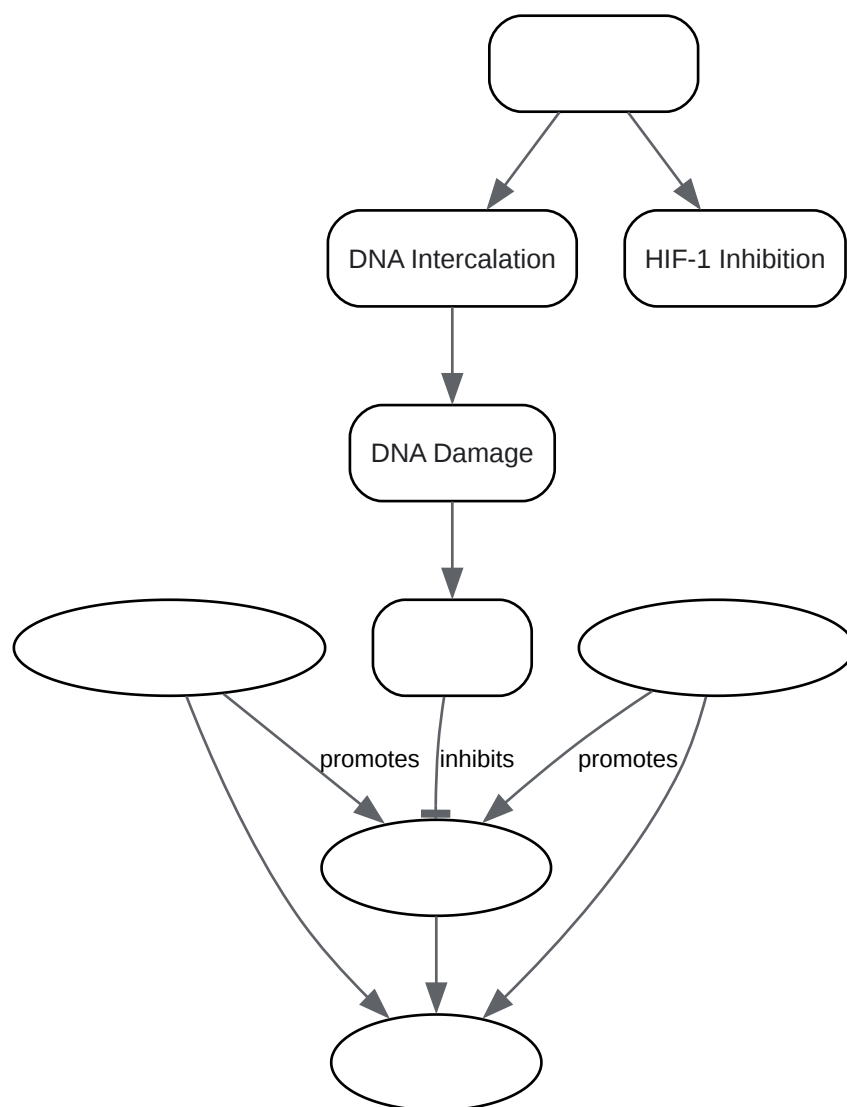 DNA Intercalation
HIF-1 Inhibition
DNA Damage
promotes
inhibits
promotes